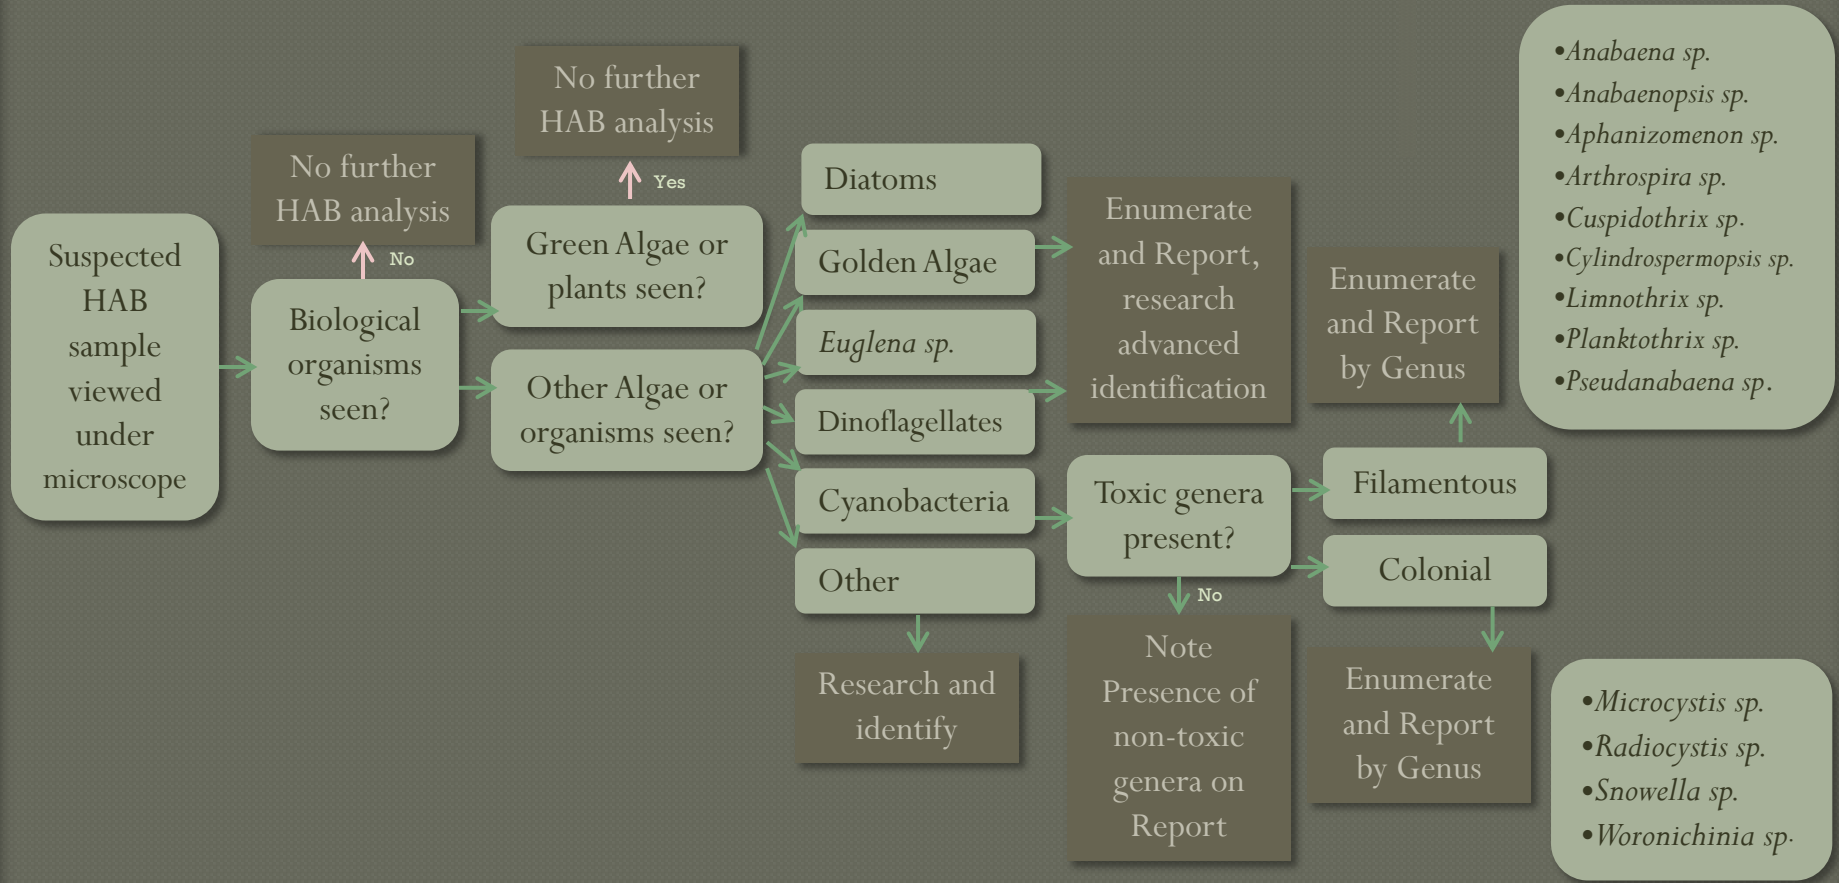 Suspected
HAB
sample
viewed
under
microscope
No further
HAB analysis
No
Biological
organisms
seen?
No further
HAB analysis
Yes
Green Algae or
plants seen?
Other Algae or
organisms seen?
Diatoms
Golden Algae
Euglena sp.
Dinoflagellates
Cyanobacteria
Other
Research and
identify
Enumerate
and Report,
research
advanced
identification
Toxic genera
present?
No
Note
Presence of
non-toxic
genera on
Report
Enumerate
and Report
by Genus
Filamentous
Colonial
Enumerate
and Report
by Genus
•Anabaena sp.
•Anabaenopsis sp.
•Aphanizomenon sp.
•Arthrospira sp.
•Cuspidothrix sp.
•Cylindrospermopsis sp.
•Limnothrix sp.
•Planktothrix sp.
•Pseudanabaena sp.
•Microcystis sp.
•Radiocystis sp.
•Snowella sp.
•Woronichinia sp.